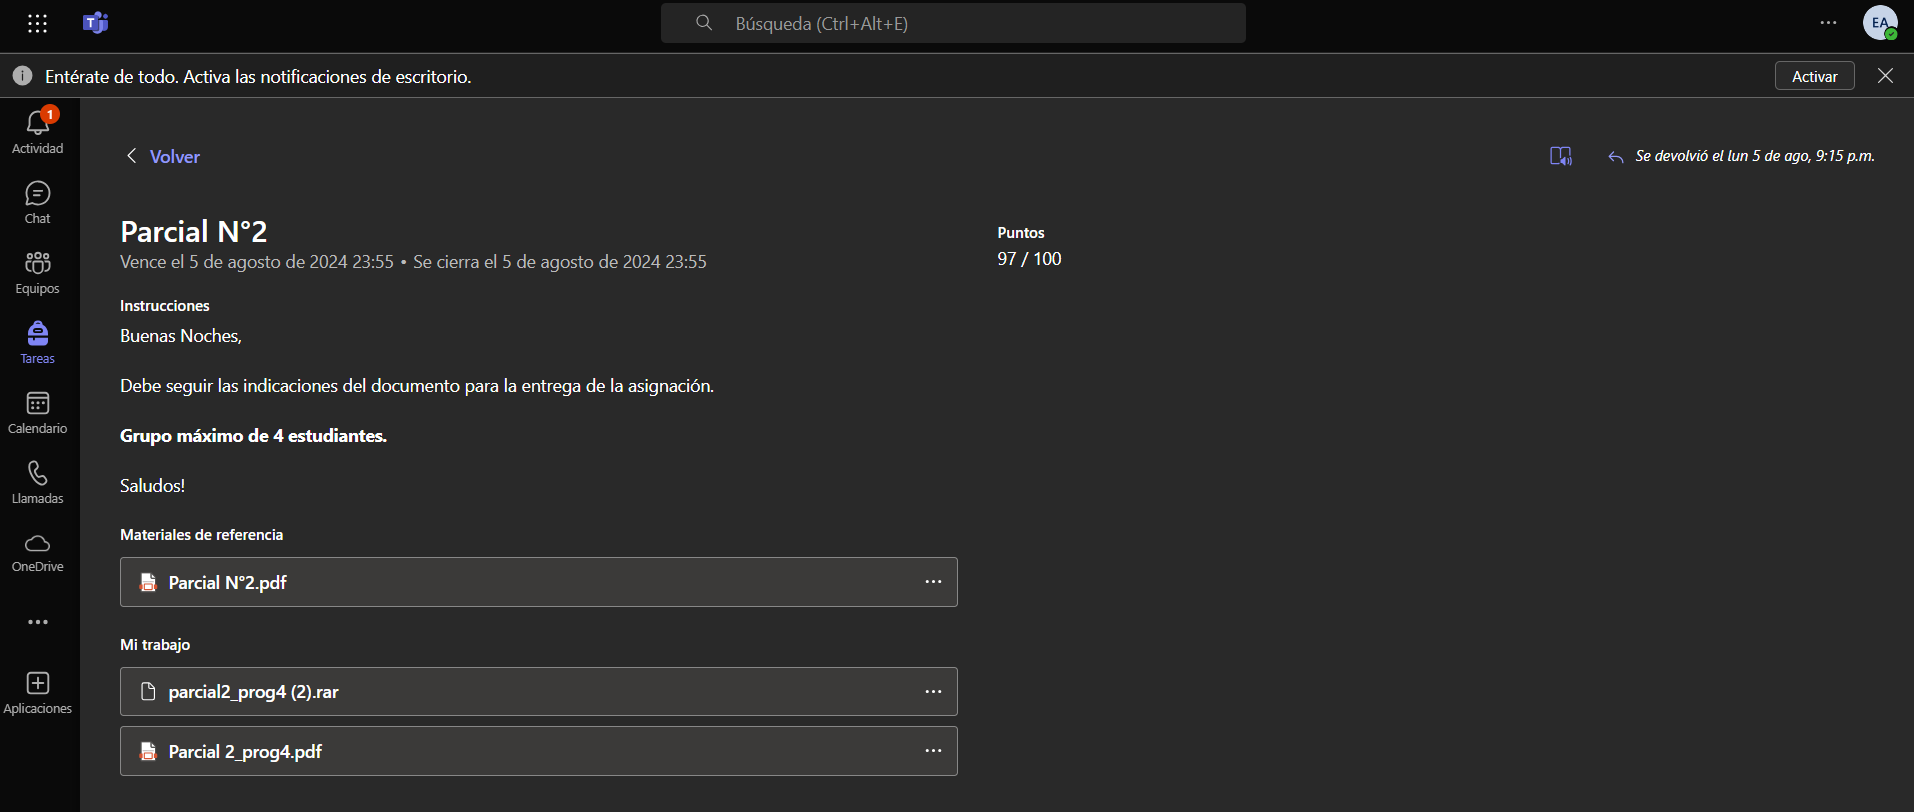 Búsqueda (Ctrl+Alt+E)
EA
Entérate de todo. Activa las notificaciones de escritorio.
Activar
1
Actividad
Chat
Equipos
Tareas
Calendario
Llamadas
OneDrive
Aplicaciones
Volver
Se devolvió el lun 5 de ago, 9:15 p.m.
Parcial N°2
Vence el 5 de agosto de 2024 23:55 • Se cierra el 5 de agosto de 2024 23:55
Puntos
97 / 100
Instrucciones
Buenas Noches,
Debe seguir las indicaciones del documento para la entrega de la asignación.
Grupo máximo de 4 estudiantes.
Saludos!
Materiales de referencia
Parcial N°2.pdf
Mi trabajo
parcial2_prog4 (2).rar
Parcial 2_prog4.pdf